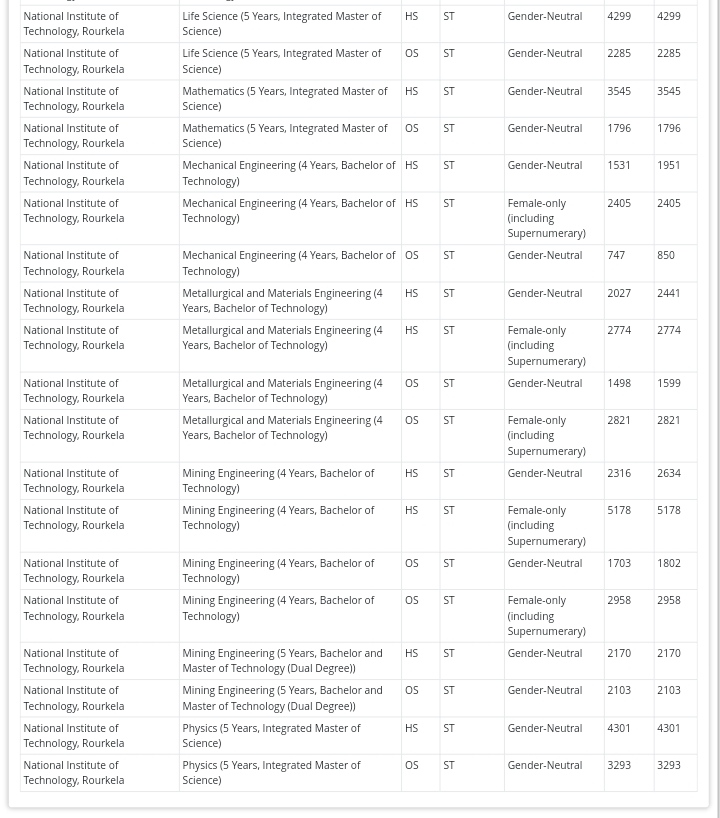 National Institute of Technology, Rourkela Life Science (5 Years, Integrated Master of Science) HS ST Gender-Neutral 4299 4299
National Institute of Technology, Rourkela Life Science (5 Years, Integrated Master of Science) OS ST Gender-Neutral 2285 2285
National Institute of Technology, Rourkela Mathematics (5 Years, Integrated Master of Science) HS ST Gender-Neutral 3545 3545
National Institute of Technology, Rourkela Mathematics (5 Years, Integrated Master of Science) OS ST Gender-Neutral 1796 1796
National Institute of Technology, Rourkela Mechanical Engineering (4 Years, Bachelor of Technology) HS ST Gender-Neutral 1531 1951
National Institute of Technology, Rourkela Mechanical Engineering (4 Years, Bachelor of Technology) HS ST Female-only (including Supernumerary) 2405 2405
National Institute of Technology, Rourkela Mechanical Engineering (4 Years, Bachelor of Technology) OS ST Gender-Neutral 747 850
National Institute of Technology, Rourkela Metallurgical and Materials Engineering (4 Years, Bachelor of Technology) HS ST Gender-Neutral 2027 2441
National Institute of Technology, Rourkela Metallurgical and Materials Engineering (4 Years, Bachelor of Technology) HS ST Female-only (including Supernumerary) 2774 2774
National Institute of Technology, Rourkela Metallurgical and Materials Engineering (4 Years, Bachelor of Technology) OS ST Gender-Neutral 1498 1599
National Institute of Technology, Rourkela Metallurgical and Materials Engineering (4 Years, Bachelor of Technology) OS ST Female-only (including Supernumerary) 2821 2821
National Institute of Technology, Rourkela Mining Engineering (4 Years, Bachelor of Technology) HS ST Gender-Neutral 2316 2634
National Institute of Technology, Rourkela Mining Engineering (4 Years, Bachelor of Technology) HS ST Female-only (including Supernumerary) 5178 5178
National Institute of Technology, Rourkela Mining Engineering (4 Years, Bachelor of Technology) OS ST Gender-Neutral 1703 1802
National Institute of Technology, Rourkela Mining Engineering (4 Years, Bachelor of Technology) OS ST Female-only (including Supernumerary) 2958 2958
National Institute of Technology, Rourkela Mining Engineering (5 Years, Bachelor and Master of Technology (Dual Degree)) HS ST Gender-Neutral 2170 2170
National Institute of Technology, Rourkela Mining Engineering (5 Years, Bachelor and Master of Technology (Dual Degree)) OS ST Gender-Neutral 2103 2103
National Institute of Technology, Rourkela Physics (5 Years, Integrated Master of Science) HS ST Gender-Neutral 4301 4301
National Institute of Technology, Rourkela Physics (5 Years, Integrated Master of Science) OS ST Gender-Neutral 3293 3293